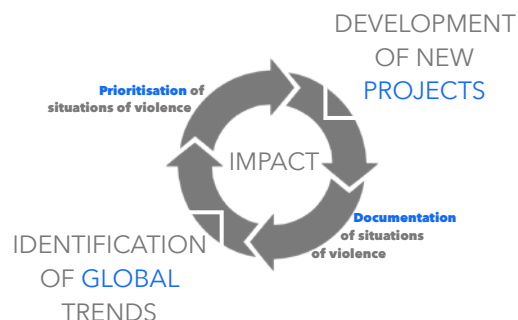 DEVELOPMENT
OF NEW
PROJECTS
Prioritisation of
situations of violence
IMPACT
Documentation
of situations
of violence
IDENTIFICATION
OF GLOBAL
TRENDS